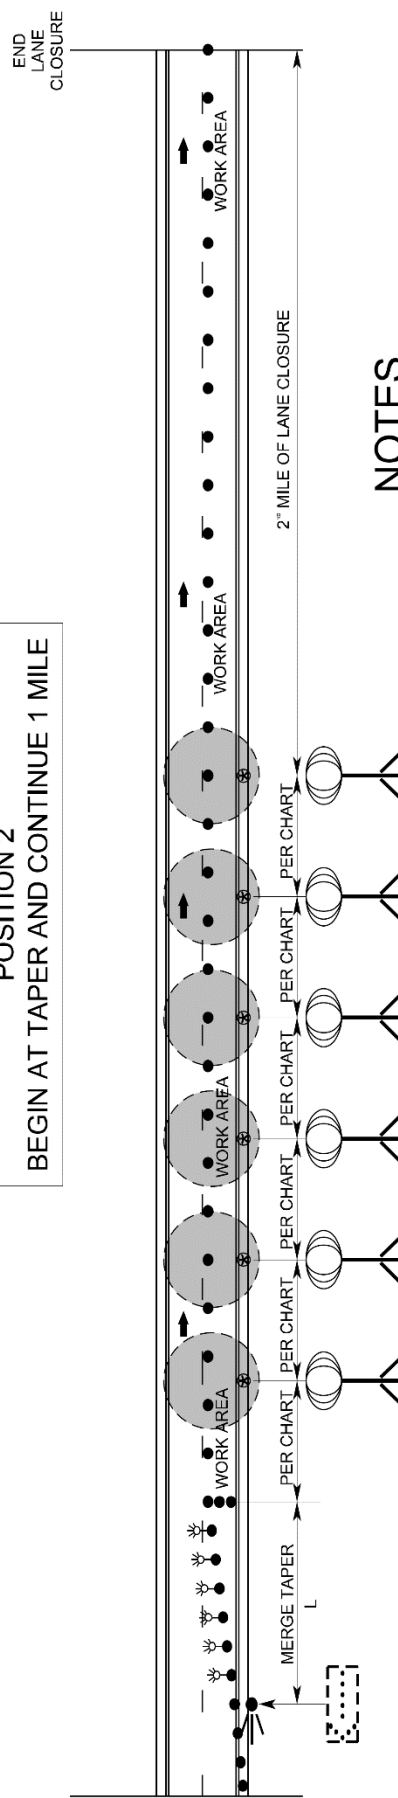 END
LANE
CLOSURE
WORK AREA
2ND MILE OF LANE CLOSURE
NOTES
WORK AREA
POSITION 2
BEGIN AT TAPER AND CONTINUE 1 MILE
PER CHART
PER CHART
PER CHART
WORK AREA
PER CHART
PER CHART
PER CHART
WORK AREA
MERGE TAPER
L